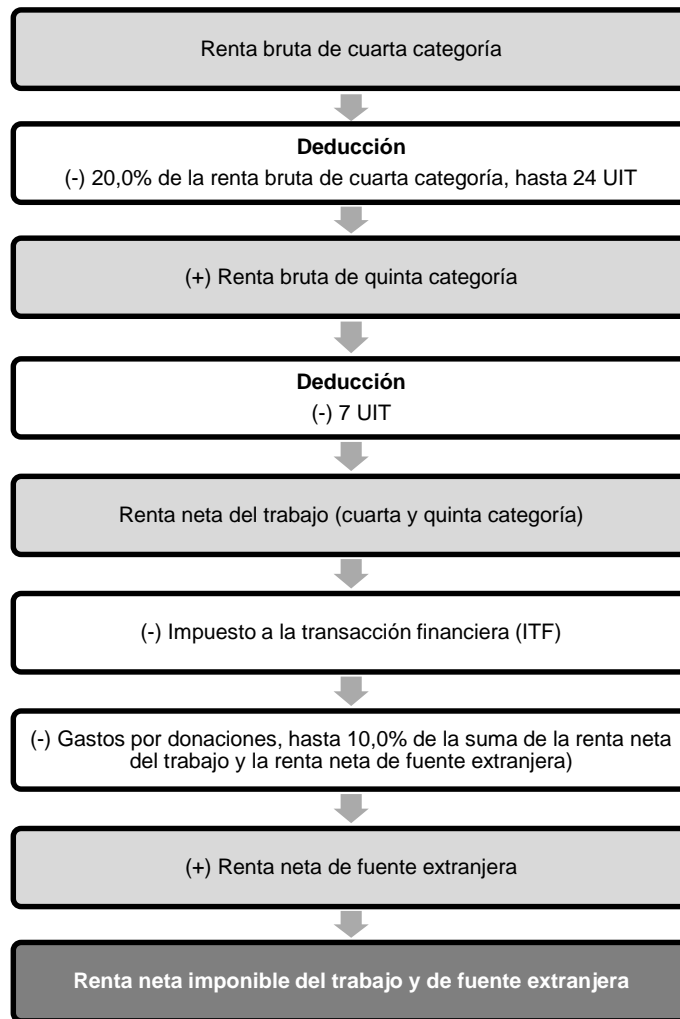 Renta bruta de cuarta categoría
Deducción
(-) 20,0% de la renta bruta de cuarta categoría, hasta 24 UIT
(+) Renta bruta de quinta categoría
Deducción
(-) 7 UIT
Renta neta del trabajo (cuarta y quinta categoría)
(-) Impuesto a la transacción financiera (ITF)
(-) Gastos por donaciones, hasta 10,0% de la suma de la renta neta
del trabajo y la renta neta de fuente extranjera)
(+) Renta neta de fuente extranjera
Renta neta imponible del trabajo y de fuente extranjera